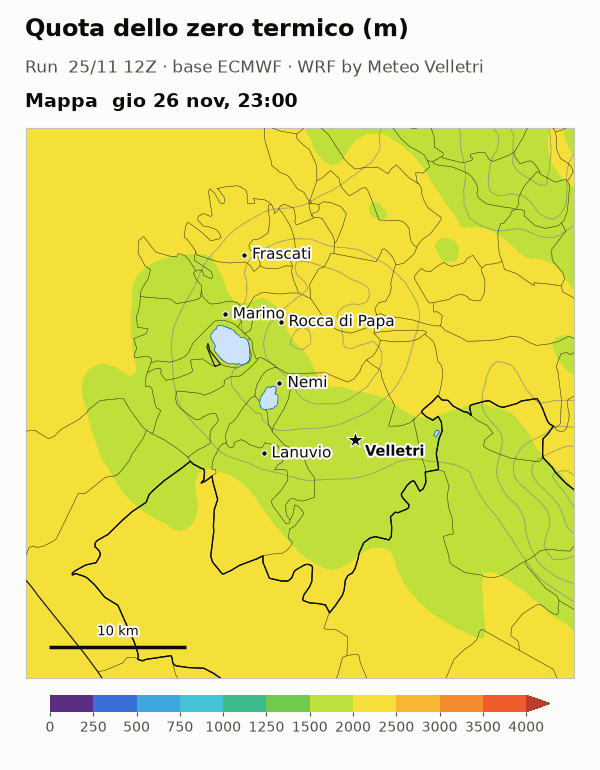 Quota dello zero termico (m)
Run  25/11 12Z · base ECMWF · WRF by Meteo Velletri
Mappa  gio 26 nov, 23:00
Frascati
Marino
Rocca di Papa
Nemi
Velletri
Lanuvio
10 km
0 250 500 750 1000 1250 1500 2000 2500 3000 3500 4000